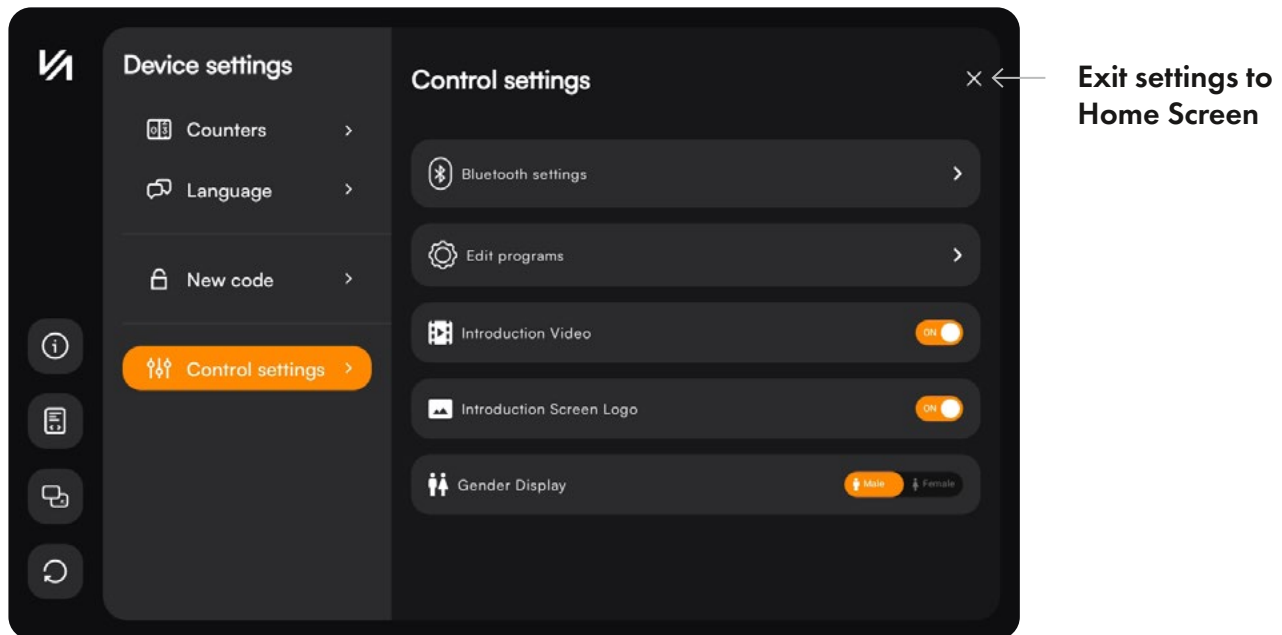 Device settings
Counters
Language
New code
Control settings
Control settings
Bluetooth settings
Edit programs
Introduction Video
ON
Introduction Screen Logo
ON
Gender Display
Male
Female
Exit settings to
Home Screen